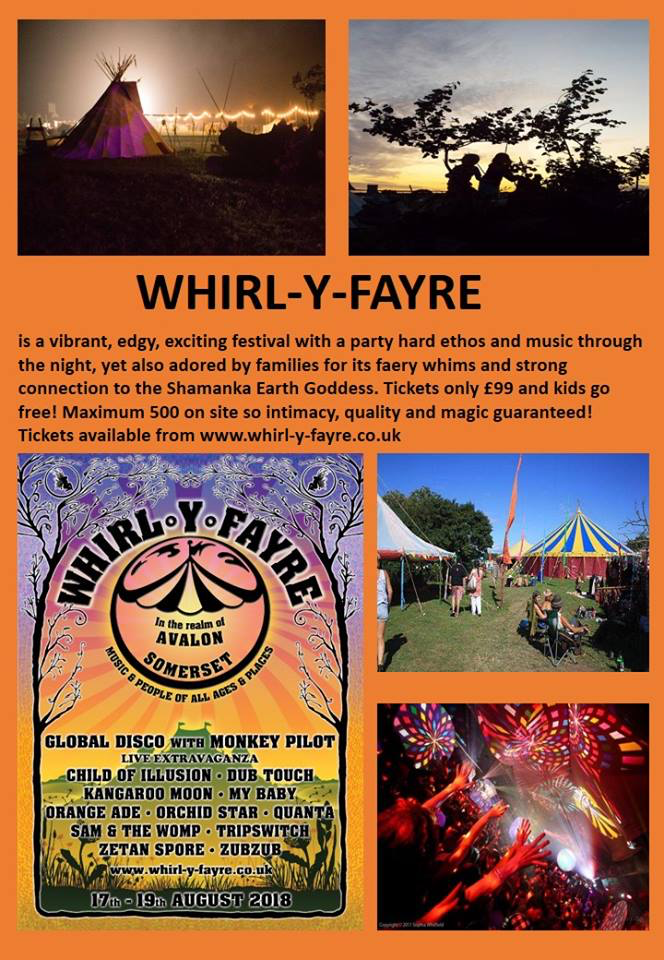 WHIRL-Y-FAYRE
is a vibrant, edgy, exciting festival with a party hard ethos and music through
the night, yet also adored by families for its faery whims and strong
connection to the Shamanka Earth Goddess. Tickets only £99 and kids go
free! Maximum 500 on site so intimacy, quality and magic guaranteed!
Tickets available from www.whirl-y-fayre.co.uk
WHIRL·Y·FAYRE
In the realm of
AVALON
SOMERSET
MUSIC & PEOPLE OF ALL AGES & PLACES
GLOBAL DISCO WITH MONKEY PILOT
LIVE EXTRAVAGANZA
CHILD OF ILLUSION · DUB TOUCH
KANGAROO MOON · MY BABY
ORANGE ADE · ORCHID STAR · QUANTA
SAM & THE WOMP · TRIPSWITCH
ZETAN SPORE · ZUBZUB
www.whirl-y-fayre.co.uk
17th - 19th AUGUST 2018
Copyright© 2011